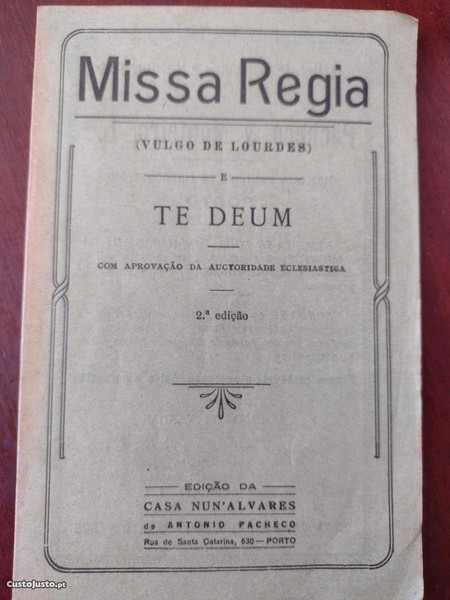 Missa Regia
(VULGO DE LOURDES)
E
TE DEUM
COM APROVAÇÃO DA AUCTORIDADE ECLESIASTICA
2.ª edição
EDIÇÃO DA
CASA NUN'ALVARES
de ANTONIO PACHECO
Rua de Santa Catarina, 630 — PORTO
Custojusto.pt